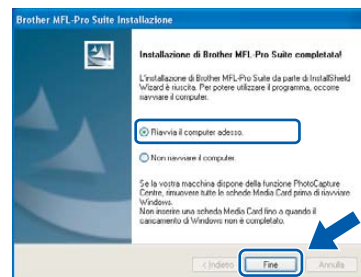 Brother MFL-Pro Suite Installazione
Installazione di Brother MFL-Pro Suite completata!
L'installazione di Brother MFL-Pro Suite da parte di InstallShield
Wizard è riuscita. Per potere utilizzare il programma, occorre
riavviare il computer.
Riavvia il computer adesso.
Non riavviare il computer.
Se la vostra macchina dispone della funzione PhotoCapture
Centre, rimuovere tutte le schede Media Card prima di riavviare
Windows.
Non inserire una scheda Media Card fino a quando il
caricamento di Windows non è completato.
< Indietro
Fine
Annulla